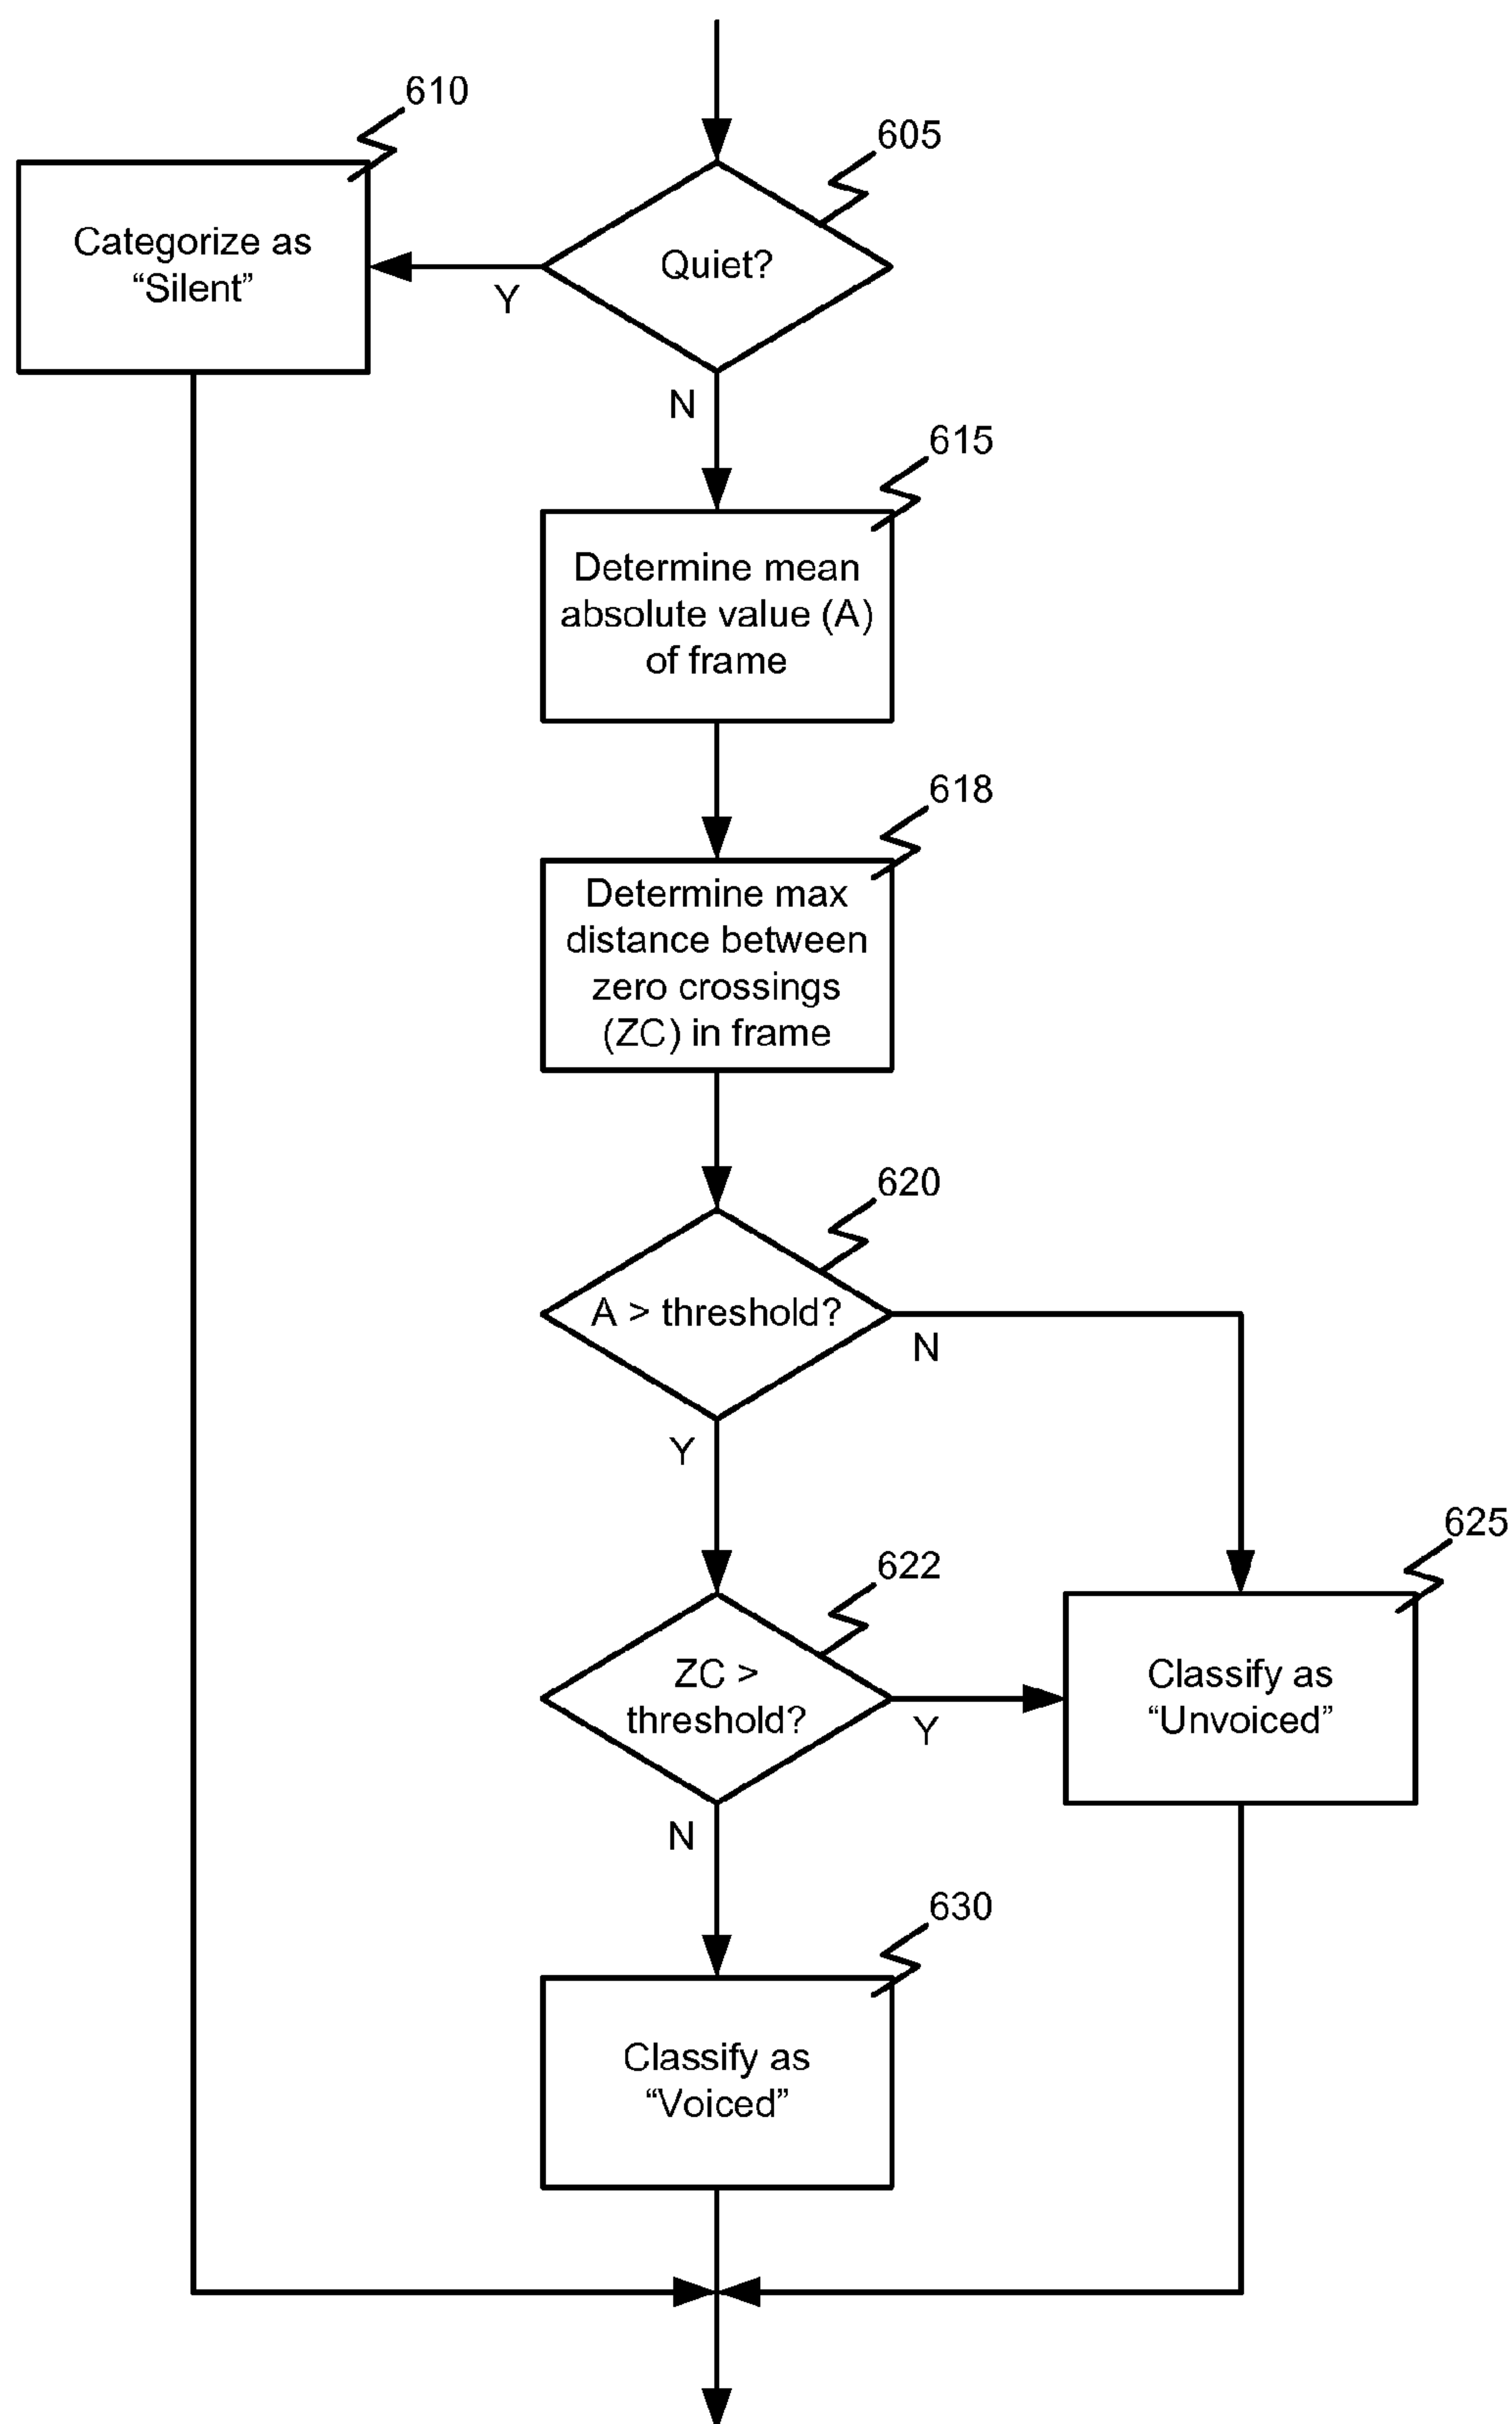 610
605
Categorize as
“Silent”
Quiet?
Y
N
615
Determine mean
absolute value (A)
of frame
618
Determine max
distance between
zero crossings
(ZC) in frame
620
A > threshold?
N
Y
625
622
ZC >
threshold?
Classify as
“Unvoiced”
Y
N
630
Classify as
“Voiced”